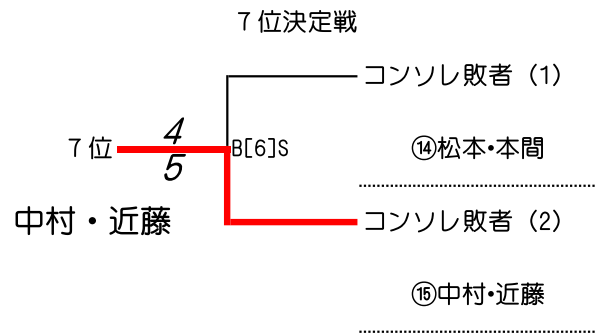 ７位決定戦
コンソレ敗者（1）
4
７位
B[6]S
⑭松本・本間
5
中村・近藤
コンソレ敗者（2）
⑮中村・近藤